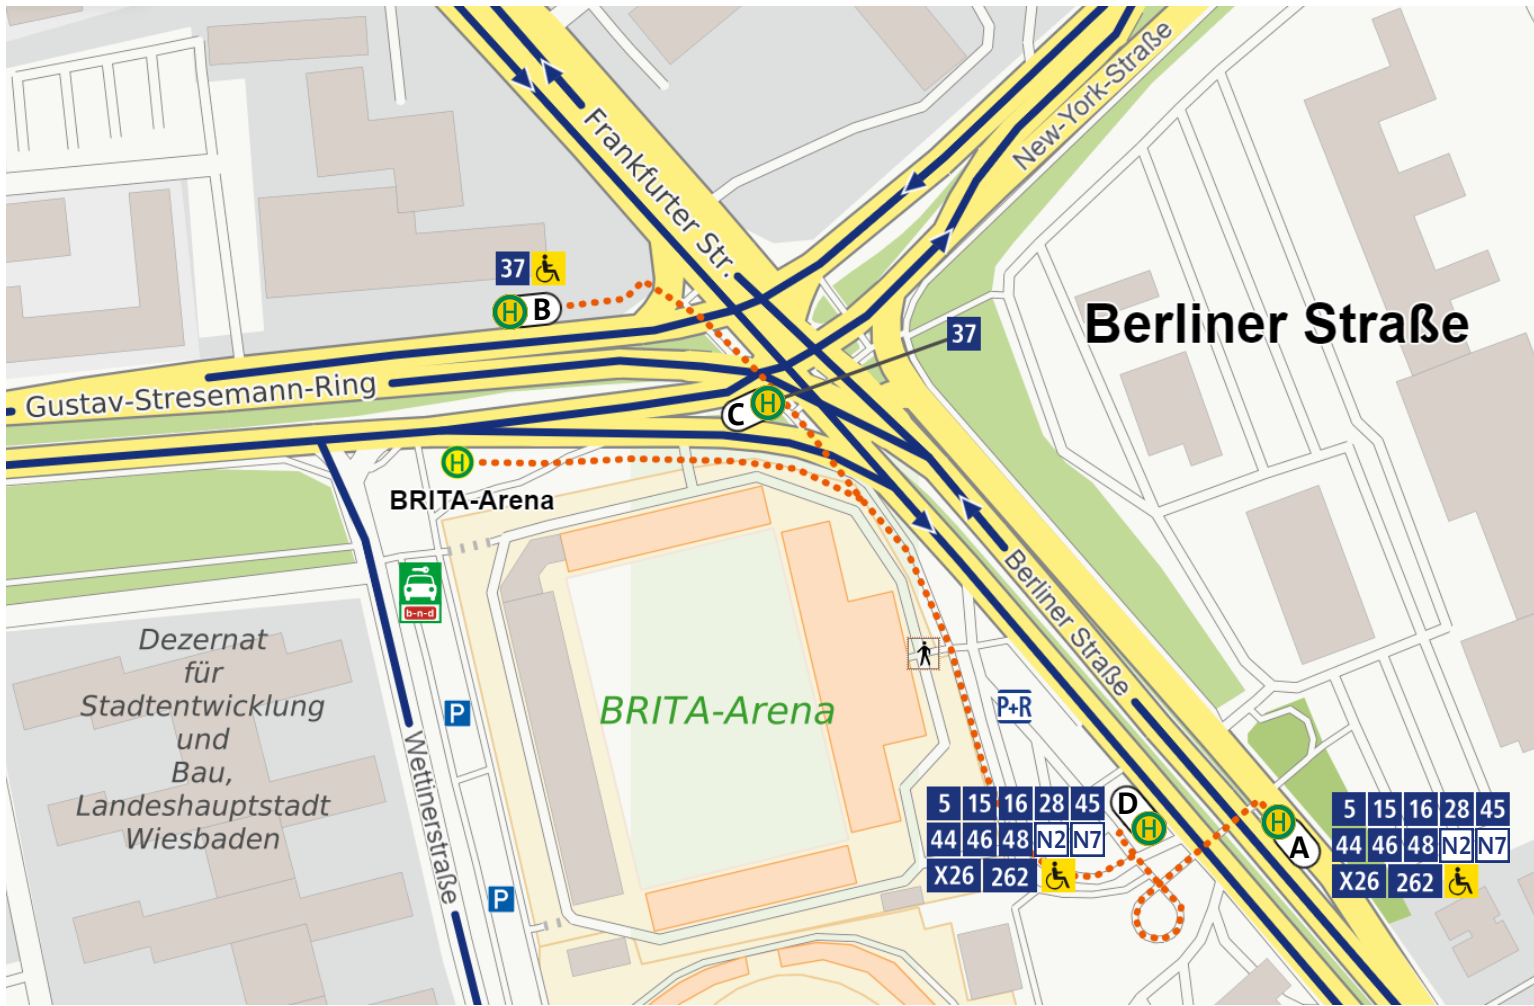 Frankfurter Str.
New-York-Straße
37
H B
37
Berliner Straße
Gustav-Stresemann-Ring
C H
H
BRITA-Arena
b-n-d
Berliner Straße
Dezernat
für
Stadtentwicklung
und
Bau,
Landeshauptstadt
Wiesbaden
P
BRITA-Arena
P+R
Wettinerstraße
P
5 15 16 28 45
44 46 48 N2 N7
X26 262
D
H
H
A
5 15 16 28 45
44 46 48 N2 N7
X26 262